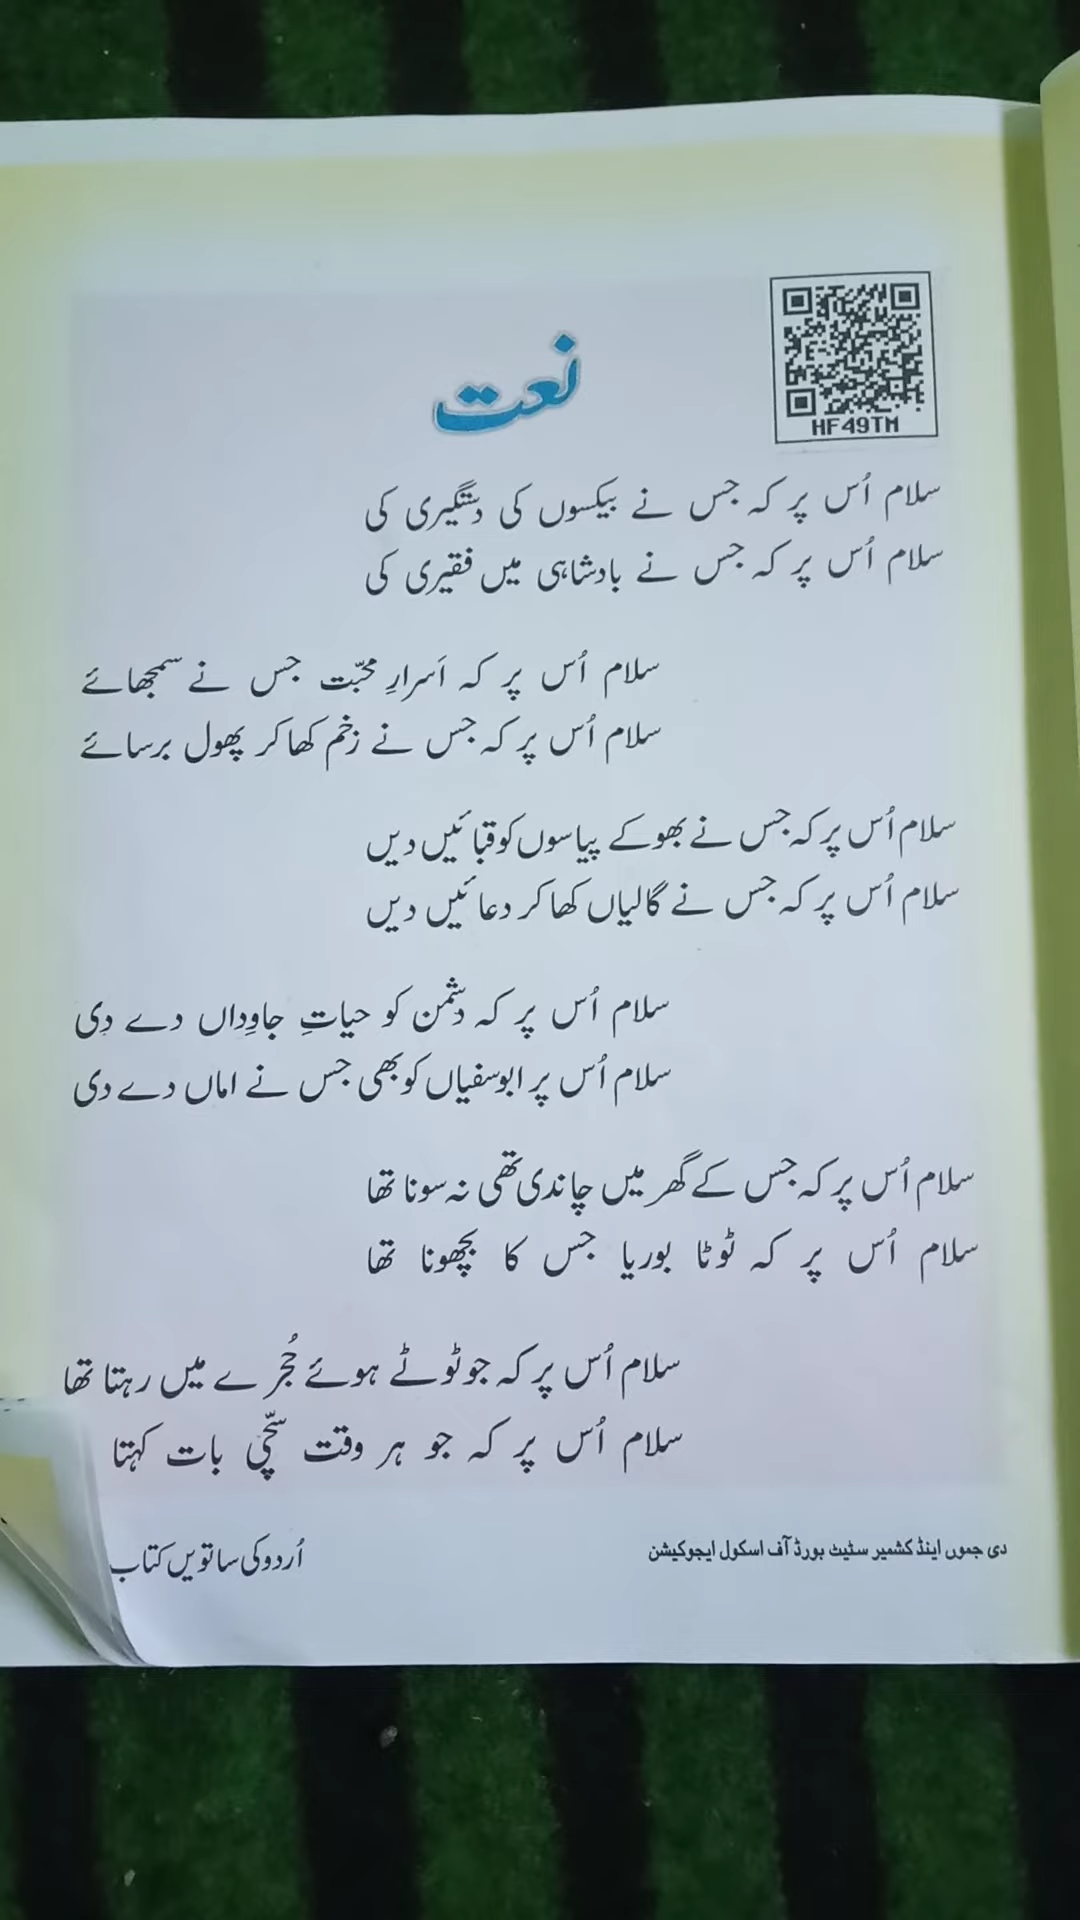 HF49TM
نعت
سلام اُس پر کہ جس نے بیکسوں کی دستگیری کی
سلام اُس پر کہ جس نے بادشاہی میں فقیری کی
سلام اُس پر کہ اَسرارِ محبّت جس نے سمجھائے
سلام اُس پر کہ جس نے زخم کھا کر پھول برسائے
سلام اُس پر کہ جس نے بھوکے پیاسوں کو قبائیں دیں
سلام اُس پر کہ جس نے گالیاں کھا کر دعائیں دیں
سلام اُس پر کہ دشمن کو حیاتِ جاوِداں دے دی
سلام اُس پر ابوسفیاں کو بھی جس نے اماں دے دی
سلام اُس پر کہ جس کے گھر میں چاندی تھی نہ سونا تھا
سلام اُس پر کہ ٹوٹا بوریا جس کا بچھونا تھا
سلام اُس پر کہ جو ٹوٹے ہوئے حُجرے میں رہتا تھا
سلام اُس پر کہ جو ہر وقت سچّی بات کہتا
دی جموں اینڈ کشمیر سٹیٹ بورڈ آف اسکول ایجوکیشن
اُردو کی ساتویں کتاب